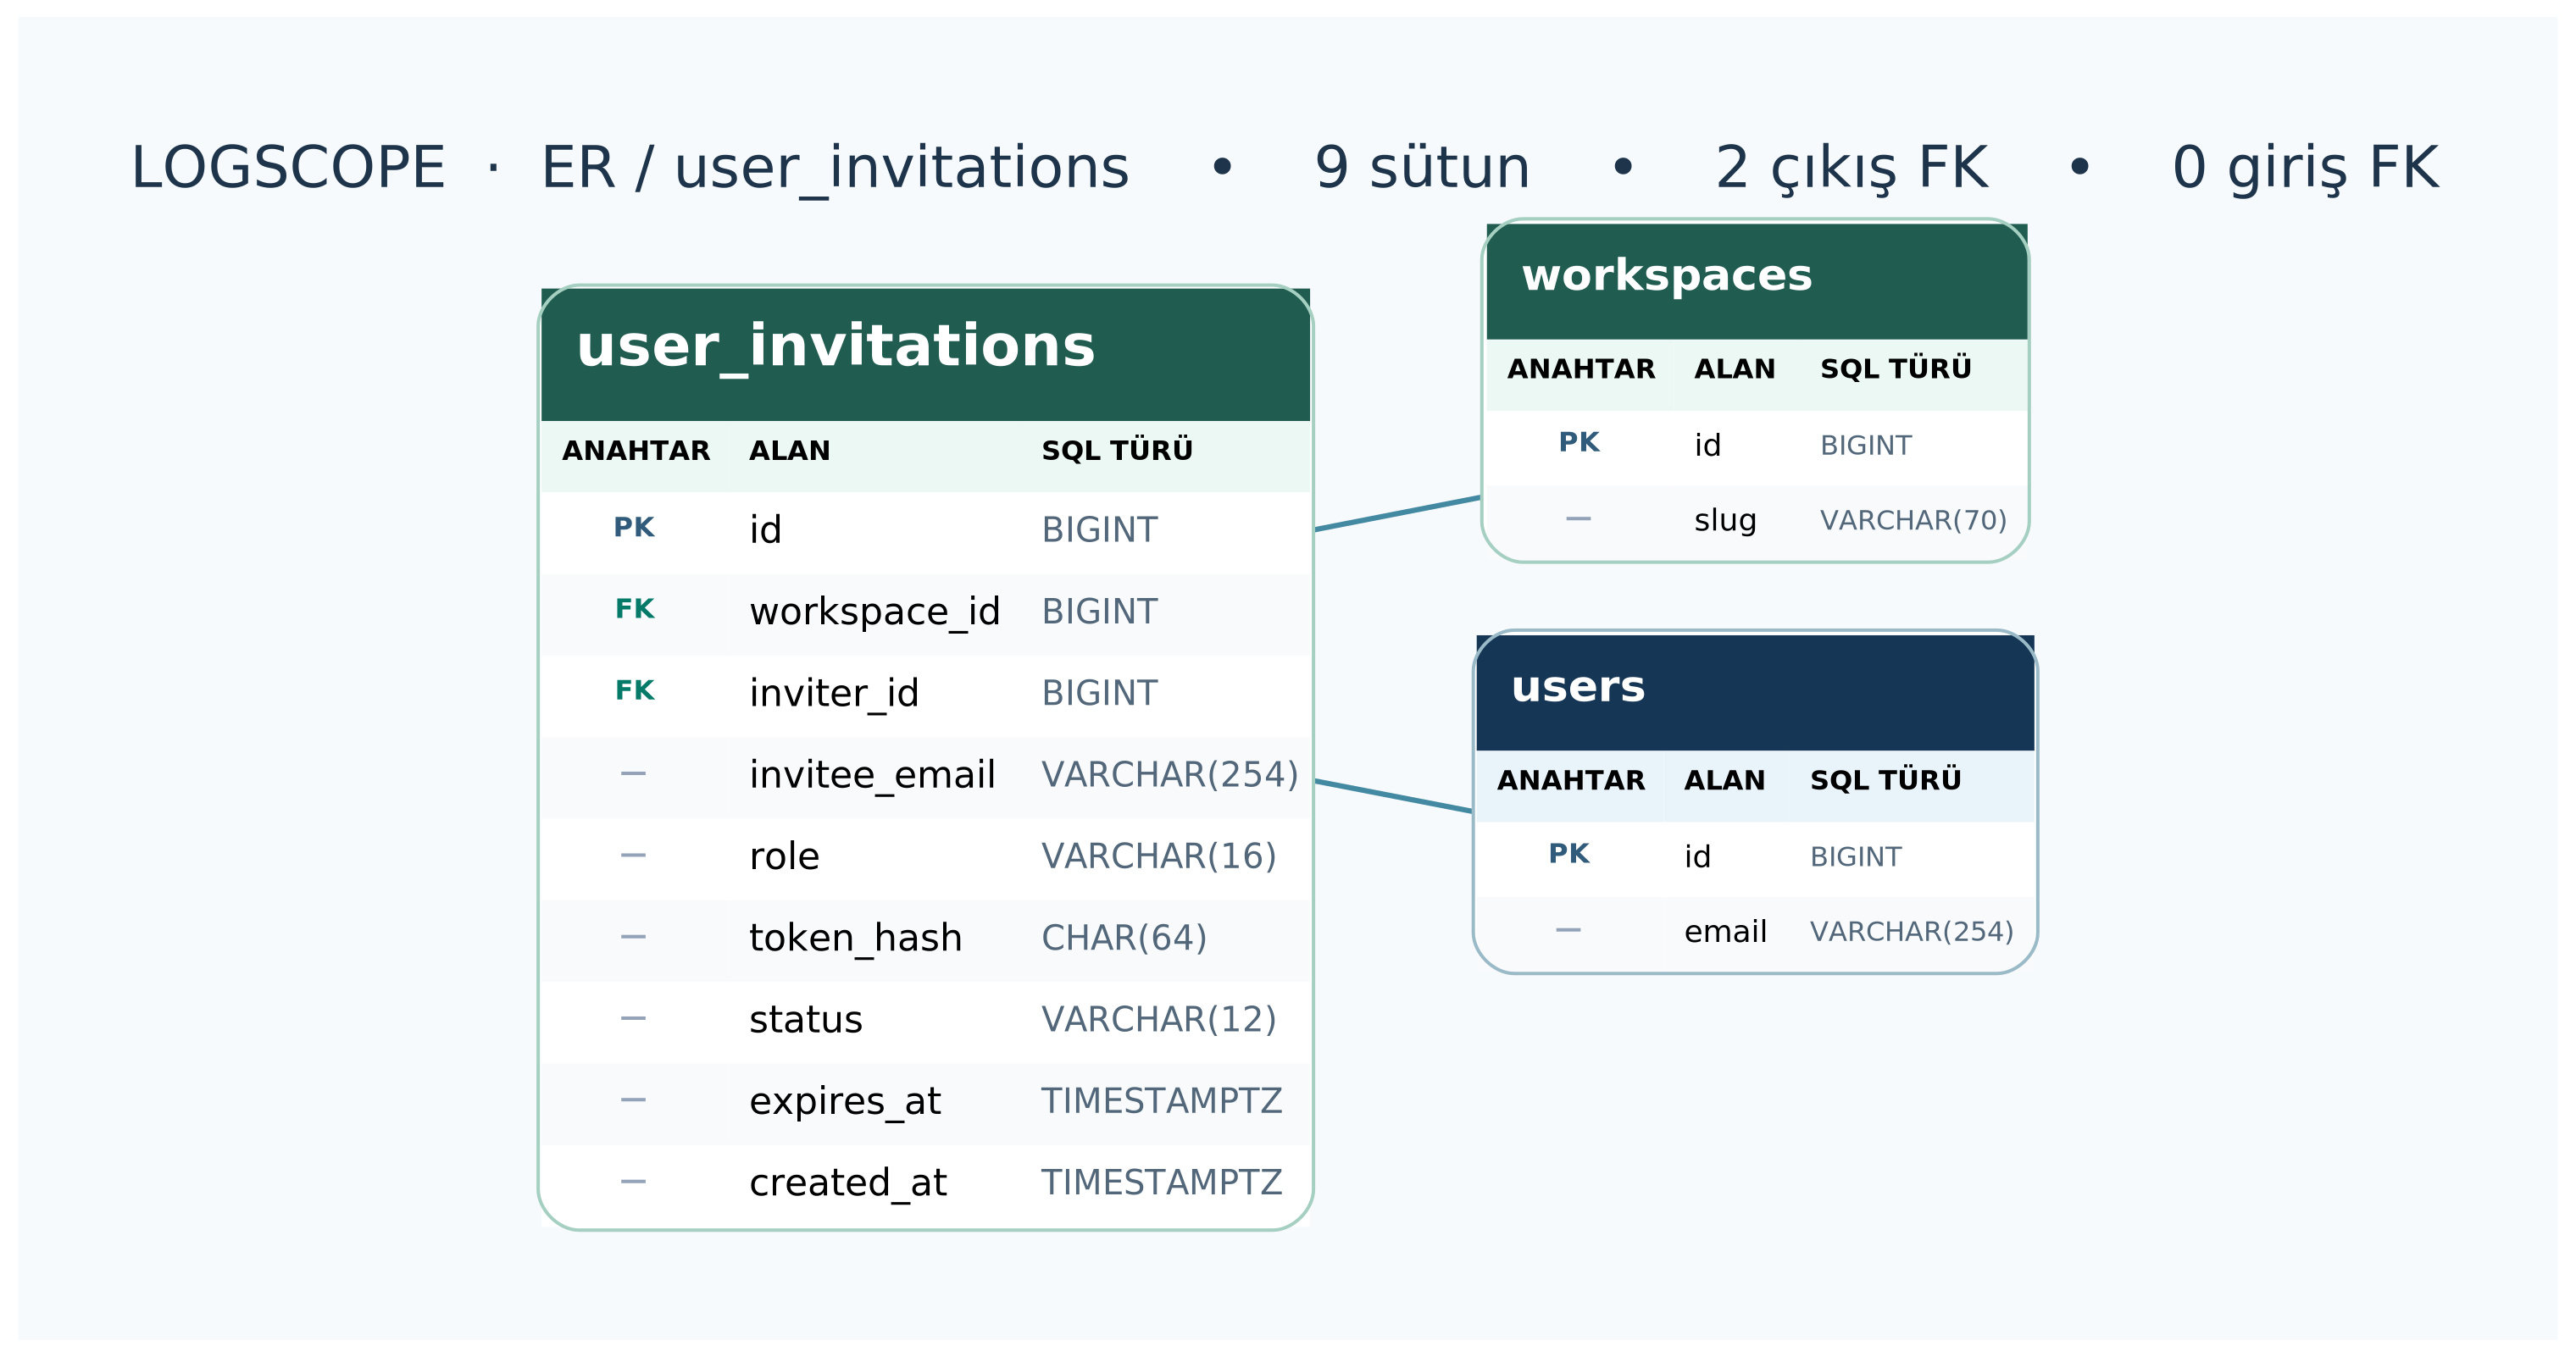 LOGSCOPE · ER / user_invitations • 9 sütun • 2 çıkış FK • 0 giriş FK
user_invitations
ANAHTAR ALAN SQL TÜRÜ
PK id BIGINT
FK workspace_id BIGINT
FK inviter_id BIGINT
— invitee_email VARCHAR(254)
— role VARCHAR(16)
— token_hash CHAR(64)
— status VARCHAR(12)
— expires_at TIMESTAMPTZ
— created_at TIMESTAMPTZ
workspaces
ANAHTAR ALAN SQL TÜRÜ
PK id BIGINT
— slug VARCHAR(70)
users
ANAHTAR ALAN SQL TÜRÜ
PK id BIGINT
— email VARCHAR(254)